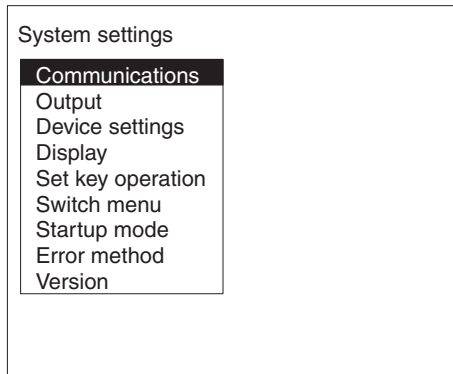 System settings
Communications
Output
Device settings
Display
Set key operation
Switch menu
Startup mode
Error method
Version